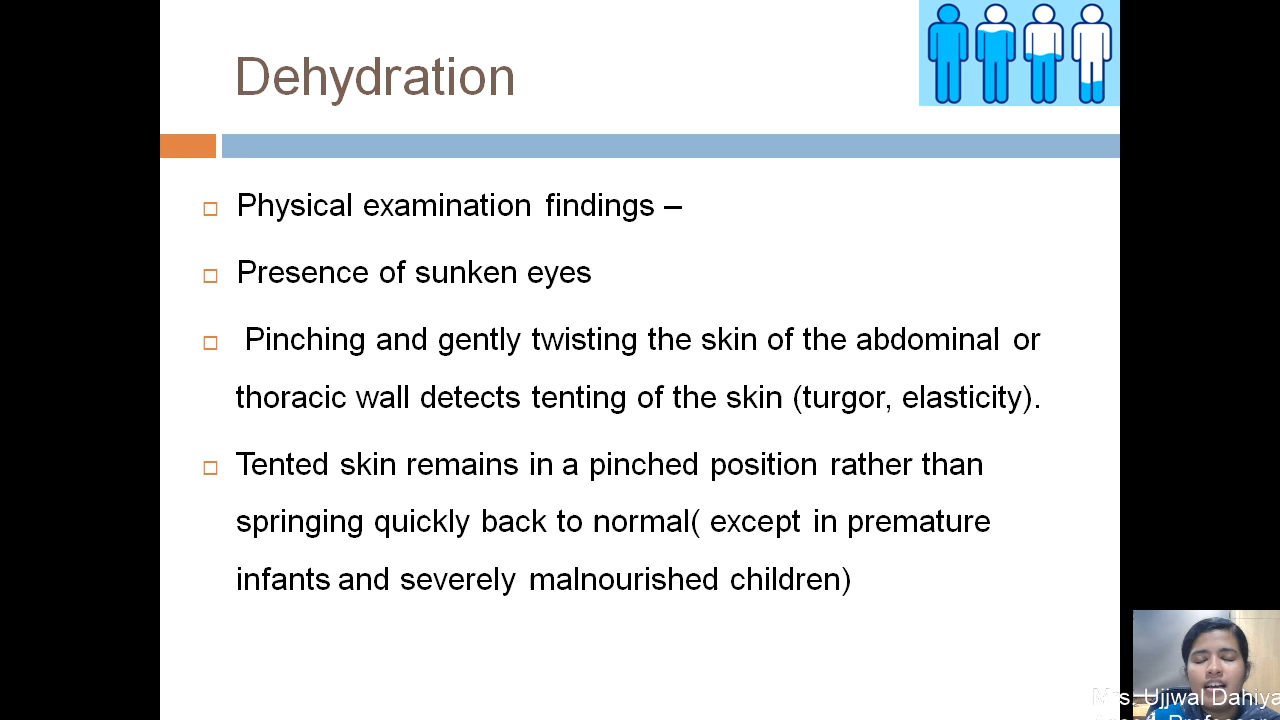 Dehydration
Physical examination findings –
Presence of sunken eyes
Pinching and gently twisting the skin of the abdominal or
thoracic wall detects tenting of the skin (turgor, elasticity).
Tented skin remains in a pinched position rather than
springing quickly back to normal( except in premature
infants and severely malnourished children)
Mrs. Ujjwal Dahiya